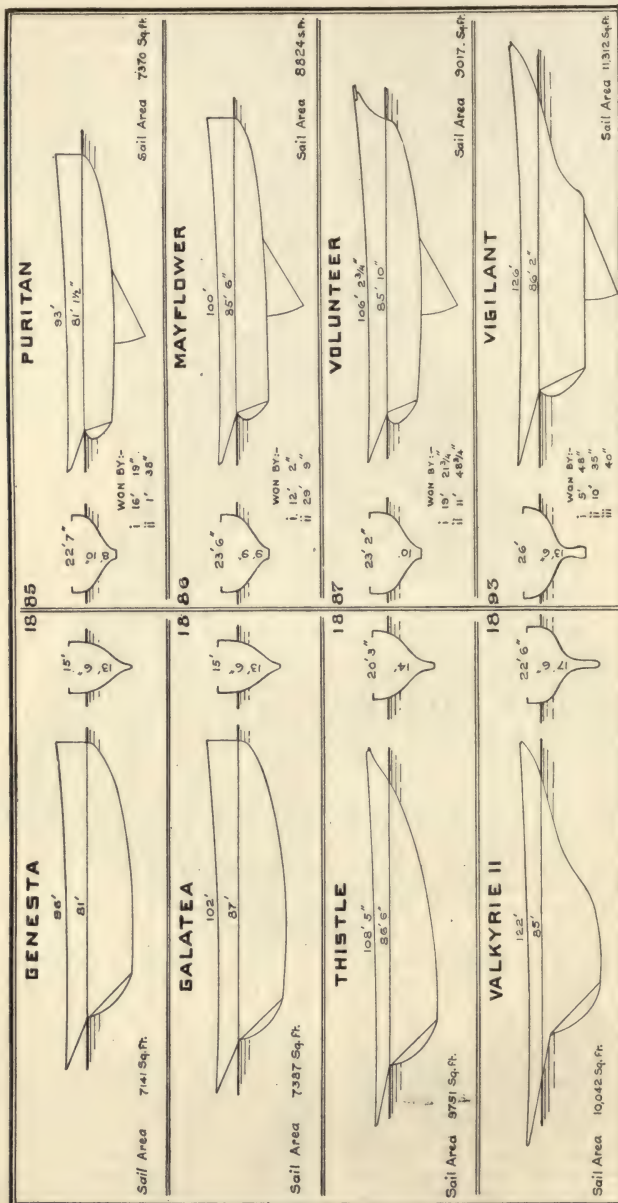 GENESTA
1885
PURITAN
96'
81'
15'
13' 6"
22' 7"
8' 10"
93'
81' 1½"
WON BY:-
i 16' 19"
ii 1' 38"
Sail Area 7141 Sq.Ft.
Sail Area 7370 Sq.Ft.
GALATEA
1886
MAYFLOWER
102'
87'
15'
13' 6"
23' 6"
9' 9"
100'
85' 6"
WON BY:-
i 12' 2"
ii 29' 9"
Sail Area 7387 Sq.Ft.
Sail Area 8824 s.ft.
THISTLE
1887
VOLUNTEER
108' 5"
86' 6"
20' 3"
14'
23' 2"
10'
106' 2¾"
85' 10"
WON BY:-
i 19' 21¾"
ii 11' 48¾"
Sail Area 9751 Sq.Ft.
Sail Area 9017. Sq.Ft.
VALKYRIE II
1893
VIGILANT
122'
85'
22' 6"
17' 6"
26'
13' 6"
126'
86' 2"
WON BY:-
i 5' 48"
ii 10' 35"
iii 40"
Sail Area 10,042 Sq.Ft.
Sail Area 11,312 Sq.Ft.